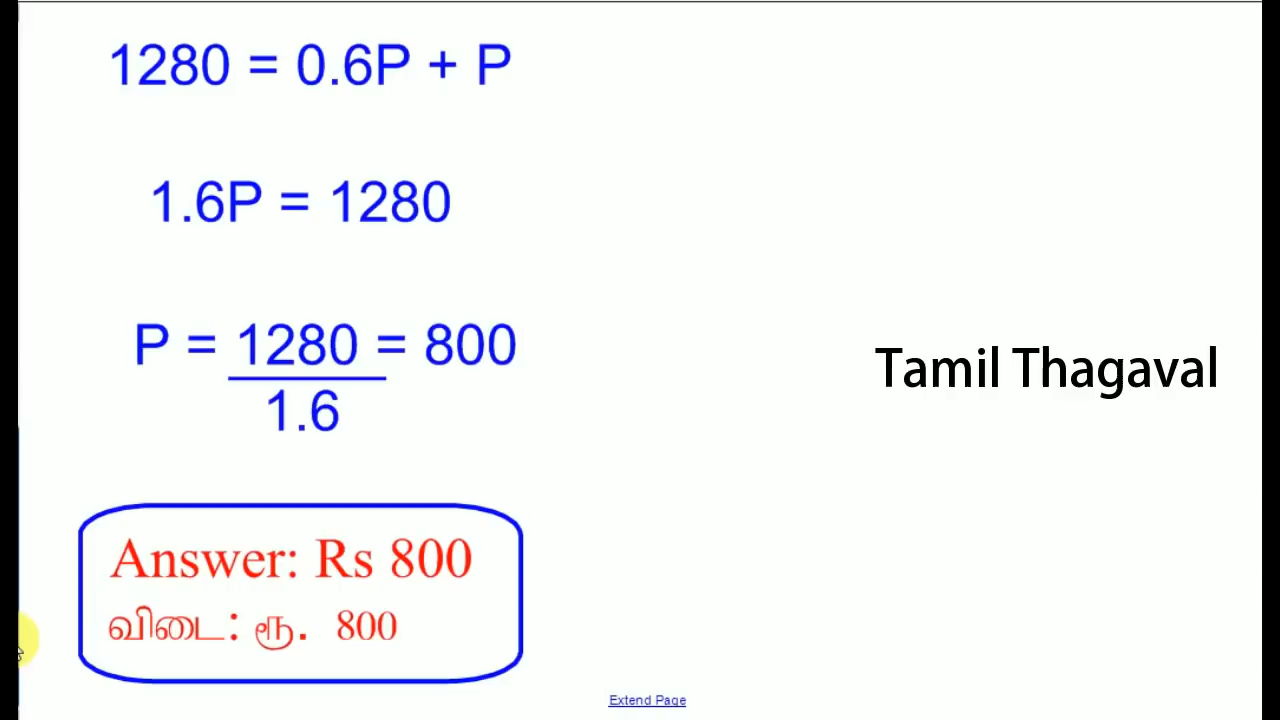 1280 = 0.6P + P
1.6P = 1280
P = 1280 = 800
1.6
Tamil Thagaval
Answer: Rs 800
விடை: ரூ. 800
Extend Page